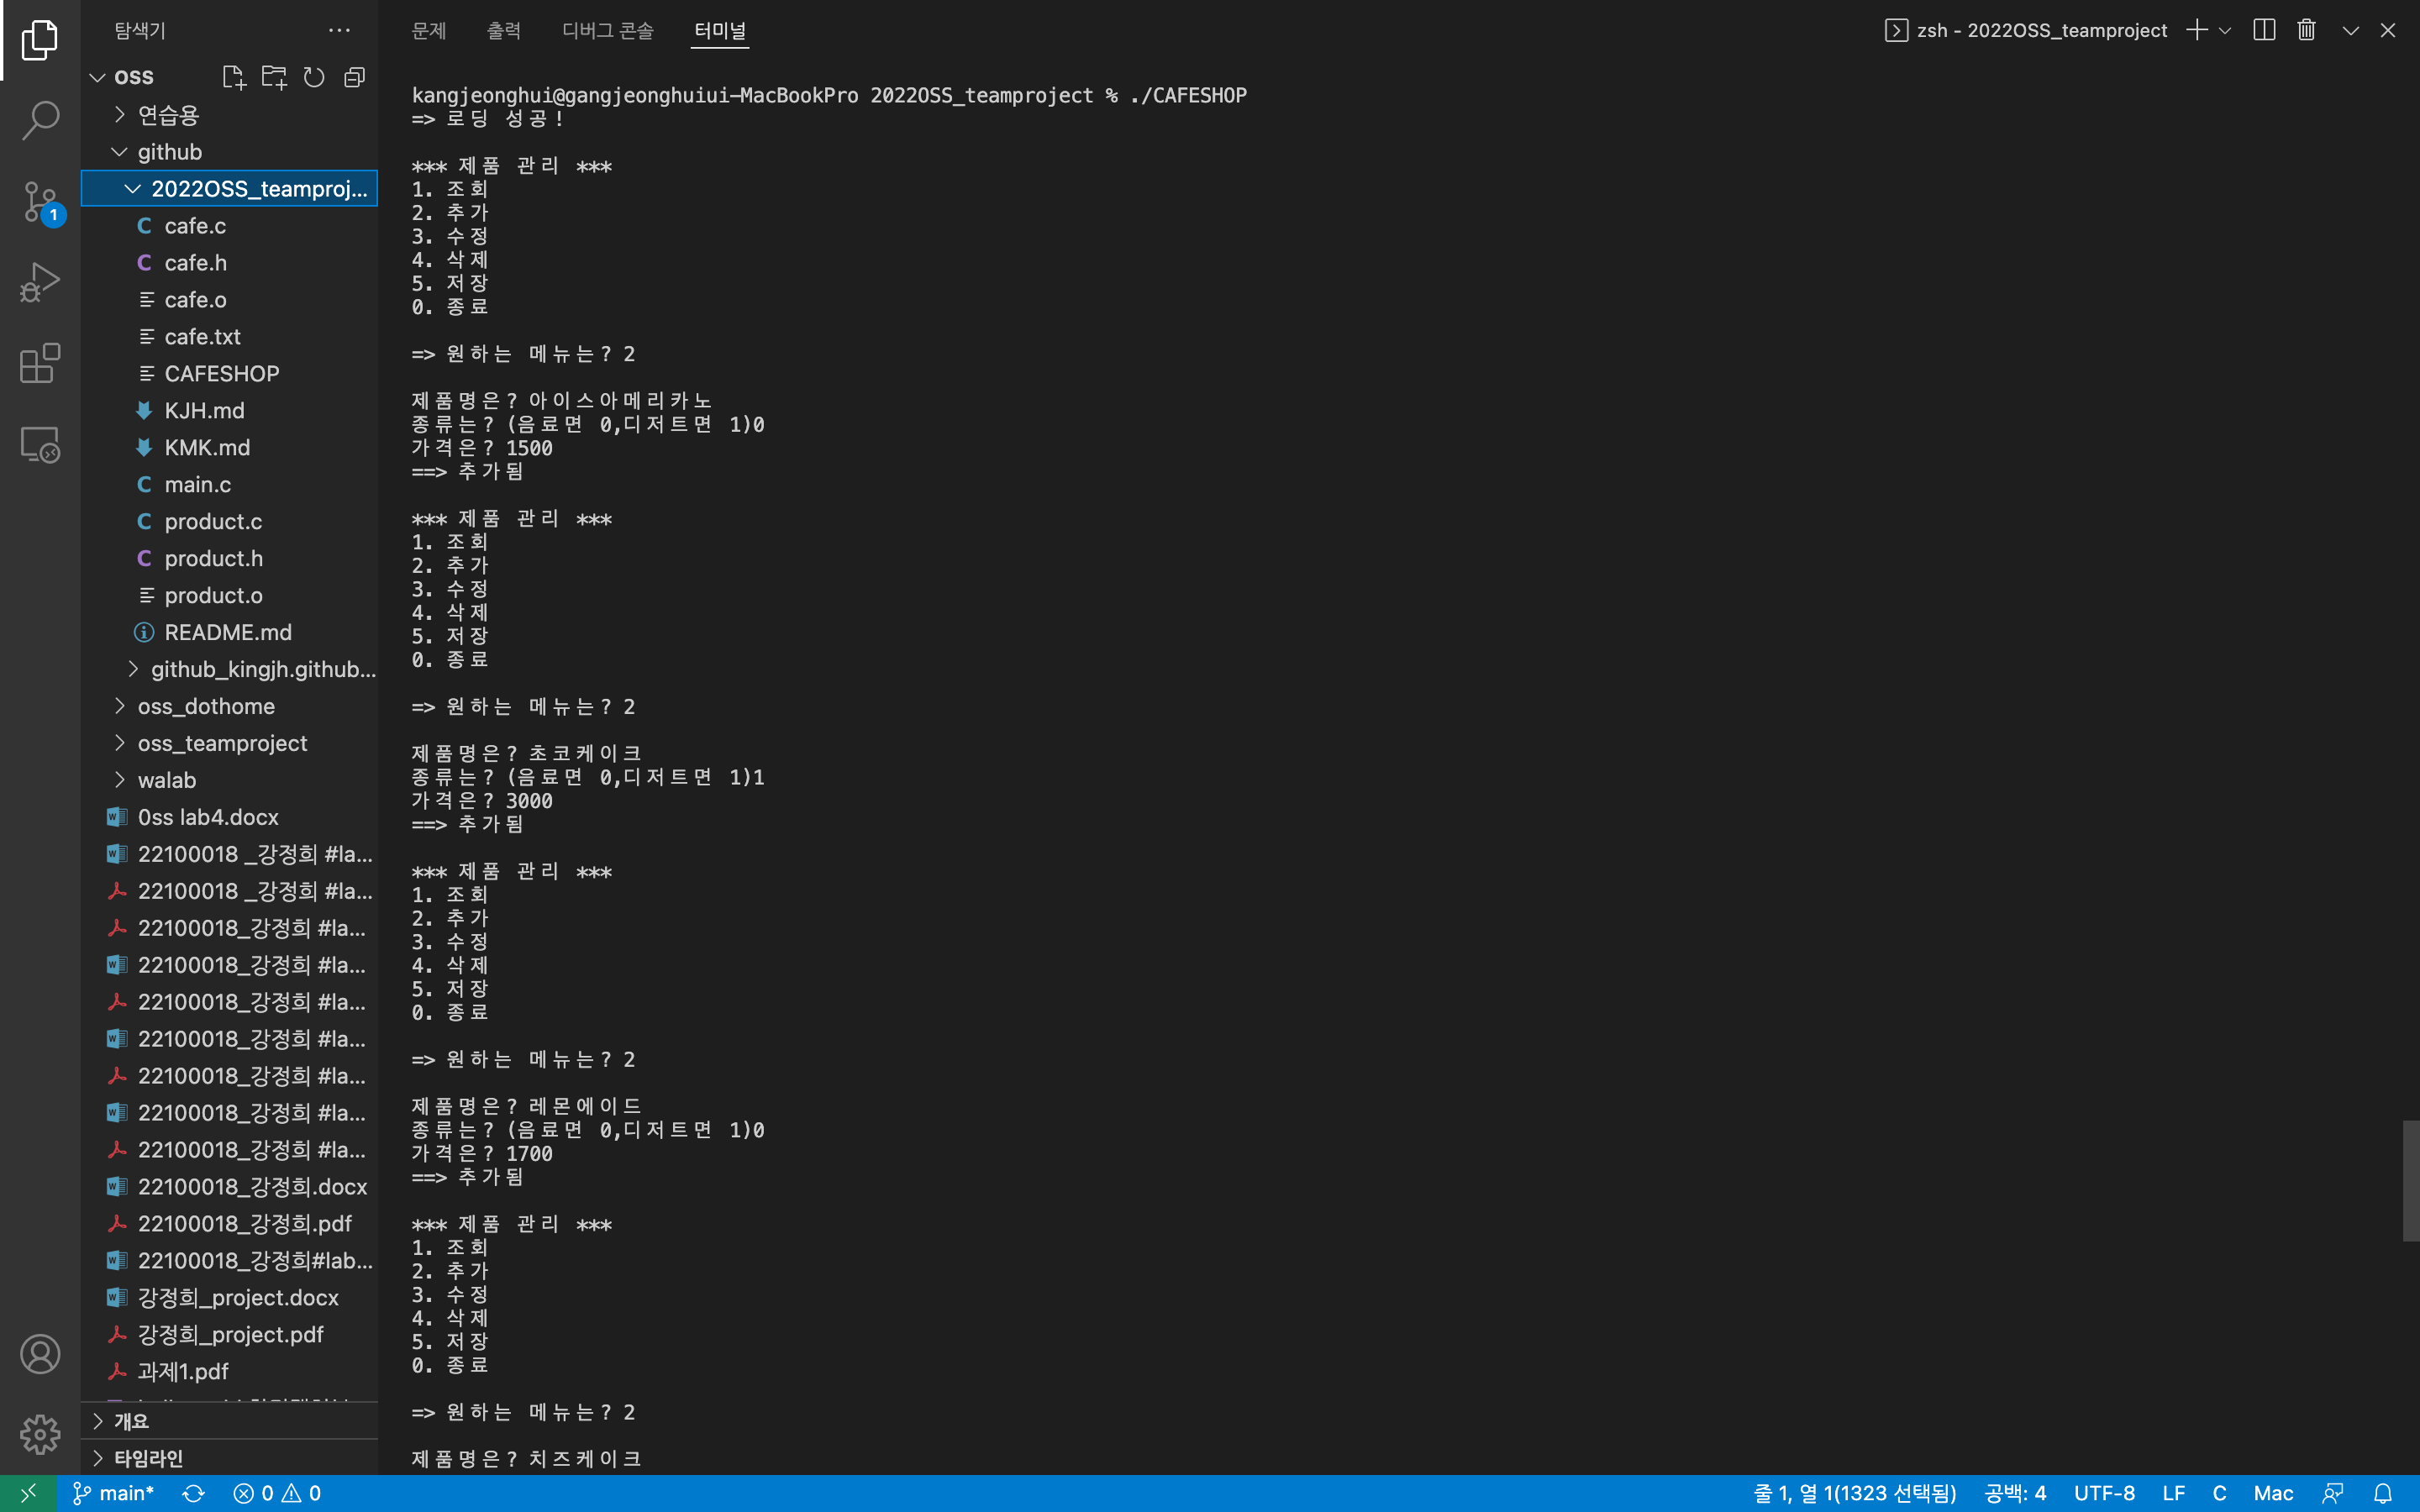 탐색기
OSS
연습용
github
2022OSS_teamproj...
cafe.c
cafe.h
cafe.o
cafe.txt
CAFESHOP
KJH.md
KMK.md
main.c
product.c
product.h
product.o
README.md
github_kingjh.github...
oss_dothome
oss_teamproject
walab
0ss lab4.docx
22100018 _강정희 #la...
22100018 _강정희 #la...
22100018_강정희 #la...
22100018_강정희 #la...
22100018_강정희 #la...
22100018_강정희 #la...
22100018_강정희 #la...
22100018_강정희 #la...
22100018_강정희 #la...
22100018_강정희.docx
22100018_강정희.pdf
22100018_강정희#lab...
강정희_project.docx
강정희_project.pdf
과제1.pdf
개요
타임라인
1
문제 출력 디버그 콘솔 터미널
zsh - 2022OSS_teamproject
kangjeonghui@gangjeonghuiui-MacBookPro 2022OSS_teamproject % ./CAFESHOP
=> 로딩 성공!
*** 제품 관리 ***
1. 조회
2. 추가
3. 수정
4. 삭제
5. 저장
0. 종료
=> 원하는 메뉴는? 2
제품명은? 아이스아메리카노
종류는? (음료면 0,디저트면 1)0
가격은? 1500
==> 추가됨
*** 제품 관리 ***
1. 조회
2. 추가
3. 수정
4. 삭제
5. 저장
0. 종료
=> 원하는 메뉴는? 2
제품명은? 초코케이크
종류는? (음료면 0,디저트면 1)1
가격은? 3000
==> 추가됨
*** 제품 관리 ***
1. 조회
2. 추가
3. 수정
4. 삭제
5. 저장
0. 종료
=> 원하는 메뉴는? 2
제품명은? 레몬에이드
종류는? (음료면 0,디저트면 1)0
가격은? 1700
==> 추가됨
*** 제품 관리 ***
1. 조회
2. 추가
3. 수정
4. 삭제
5. 저장
0. 종료
=> 원하는 메뉴는? 2
제품명은? 치즈케이크
main* 0 0
줄 1, 열 1(1323 선택됨) 공백: 4 UTF-8 LF C Mac